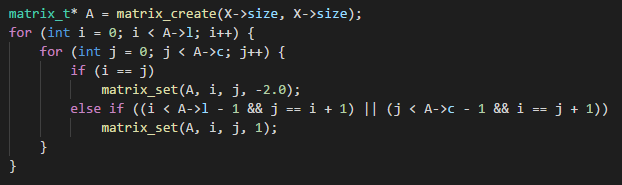 matrix_t* A = matrix_create(X->size, X->size);
for (int i = 0; i < A->l; i++) {
    for (int j = 0; j < A->c; j++) {
        if (i == j)
            matrix_set(A, i, j, -2.0);
        else if ((i < A->l - 1 && j == i + 1) || (j < A->c - 1 && i == j + 1))
            matrix_set(A, i, j, 1);
    }
}